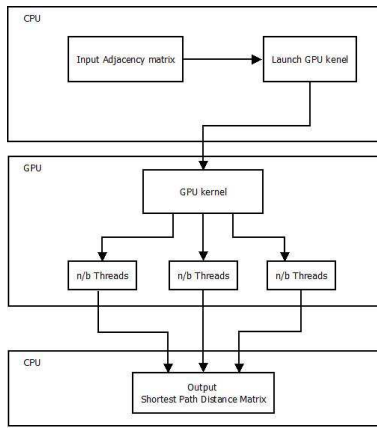 CPU
Input Adjacency matrix
Launch GPU kenel
GPU
GPU kernel
n/b Threads
n/b Threads
n/b Threads
CPU
Output
Shortest Path Distance Matrix